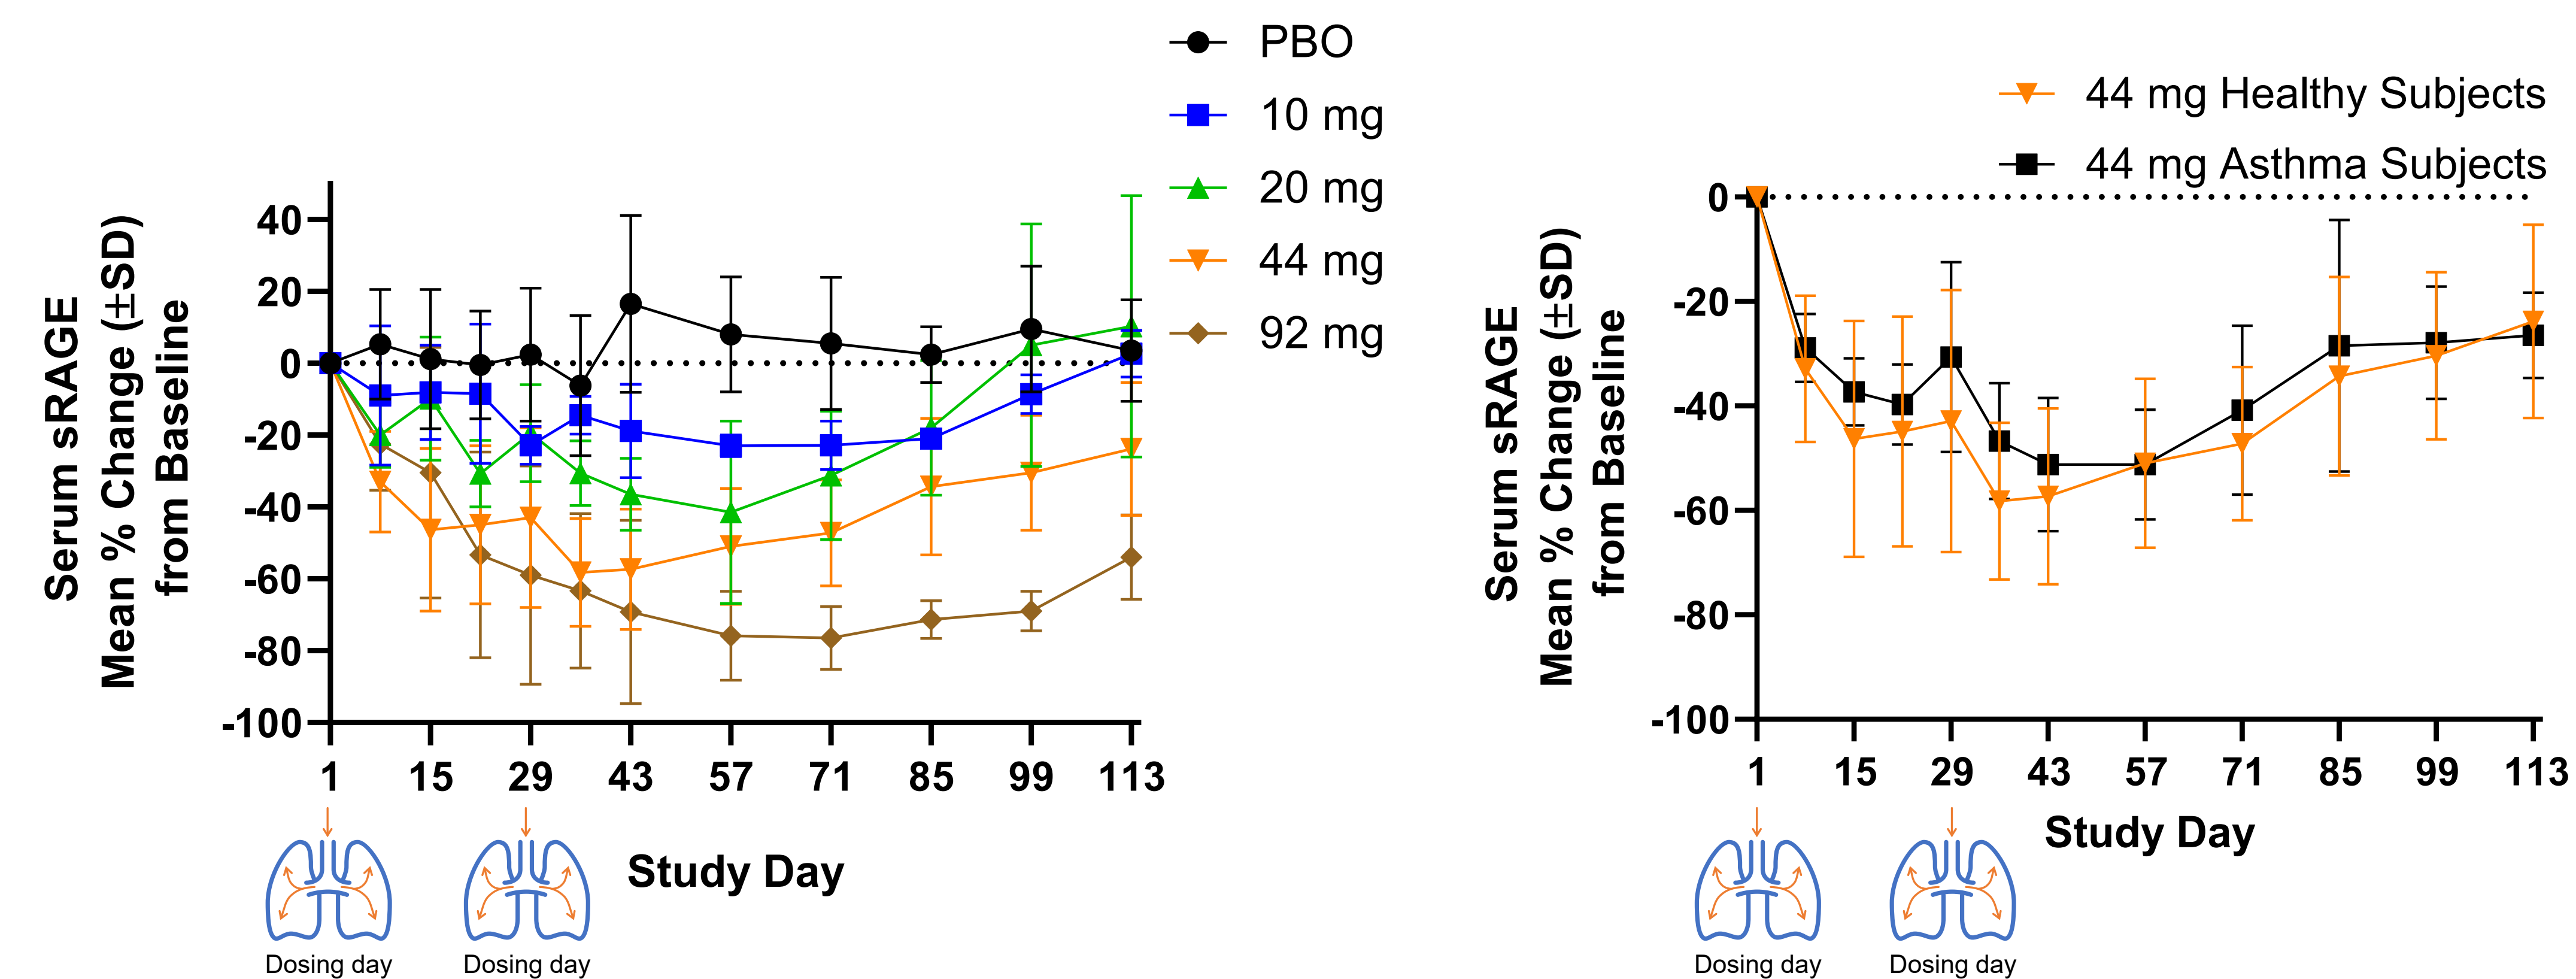 PBO
10 mg
20 mg
44 mg
92 mg
Serum sRAGE
Mean % Change (±SD)
from Baseline
40
20
0
-20
-40
-60
-80
-100
1 15 29 43 57 71 85 99 113
Study Day
Dosing day
Dosing day
44 mg Healthy Subjects
44 mg Asthma Subjects
Serum sRAGE
Mean % Change (±SD)
from Baseline
0
-20
-40
-60
-80
-100
1 15 29 43 57 71 85 99 113
Study Day
Dosing day
Dosing day